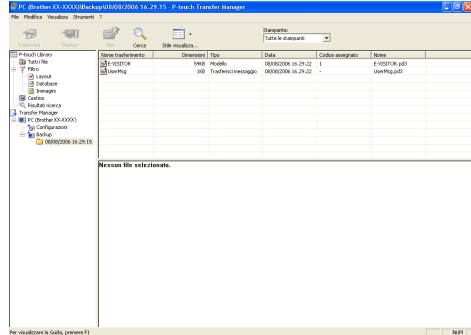 PC (Brother XX-XXXX)\Backup\08/08/2006 16.29.15 - P-touch Transfer Manager
File Modifica Visualizza Strumenti ?
Trasferisci Backup Apri Cerca Stile visualizza...
Stampante:
Tutte le stampanti
P-touch Library
Tutti i file
Filtro
Layout
Database
Immagini
Cestino
Risultati ricerca
Transfer Manager
PC (Brother XX-XXXX)
Configurazioni
Backup
08/08/2006 16.29.15
Nome trasferimento Dimensioni Tipo Data Codice assegnato Nome
E-VISITOR 54KB Modello 08/08/2006 16.29.22 1 E-VISITOR.pd3
UserMsg 1KB Trasferisci messaggio 08/08/2006 16.29.22 - UserMsg.pd3
Nessun file selezionato.
Per visualizzare la Guida, premere F1
NUM